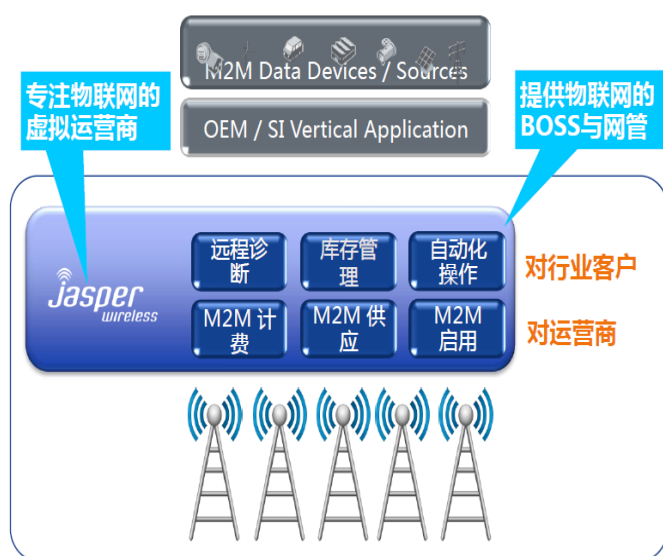 M2M Data Devices / Sources
OEM / SI Vertical Application
专注物联网的
虚拟运营商
提供物联网的
BOSS与网管
jasper
wireless
远程诊
断
库存管
理
自动化
操作
对行业客户
M2M 计
费
M2M 供
应
M2M
启用
对运营商